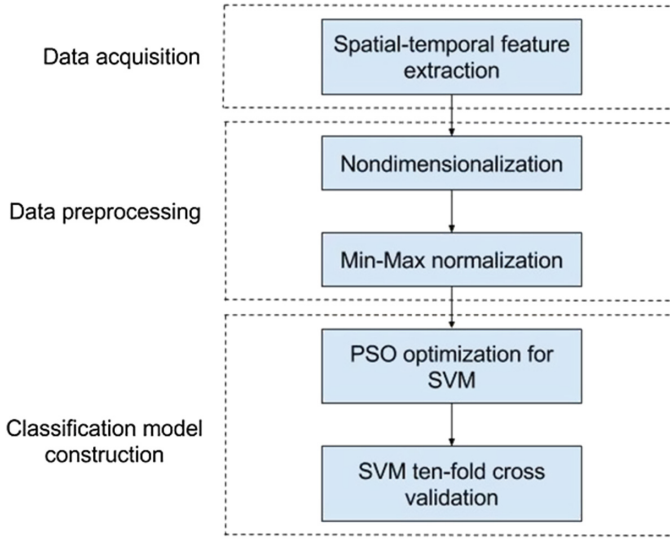 Data acquisition
Spatial-temporal feature
extraction
Data preprocessing
Nondimensionalization
Min-Max normalization
Classification model
construction
PSO optimization for
SVM
SVM ten-fold cross
validation